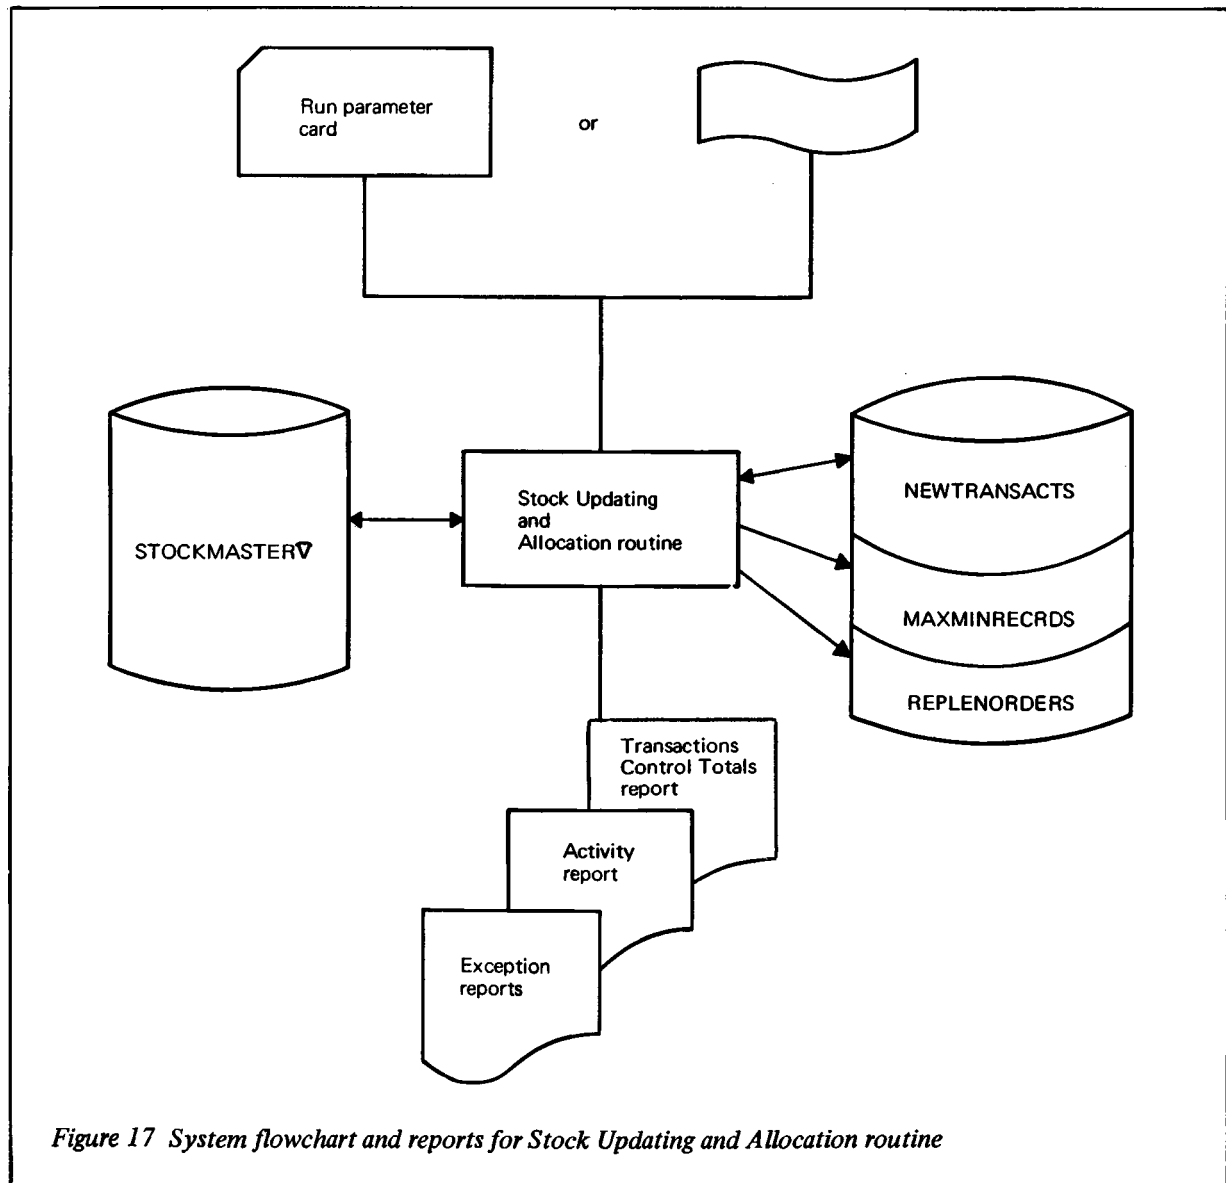 Run parameter
card
or
STOCKMASTER∇
Stock Updating
and
Allocation routine
NEWTRANSACTS
MAXMINRECRDS
REPLENORDERS
Transactions
Control Totals
report
Activity
report
Exception
reports
Figure 17 System flowchart and reports for Stock Updating and Allocation routine